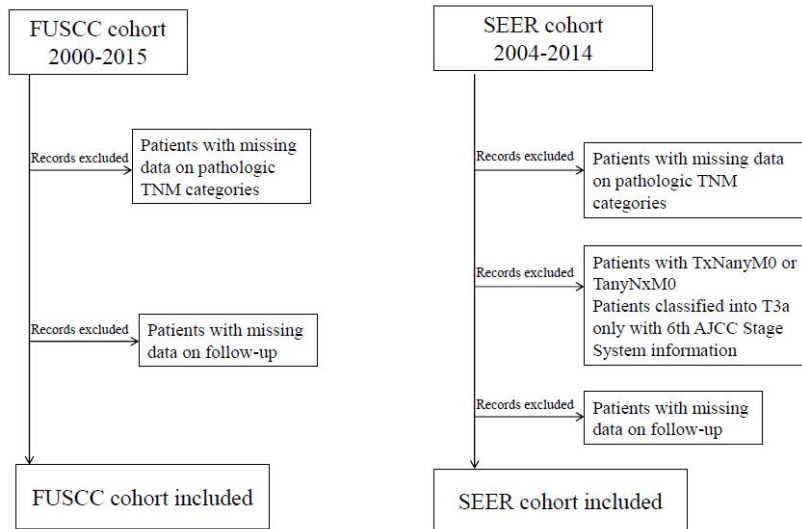 FUSCC cohort
2000-2015
Records excluded
Patients with missing
data on pathologic
TNM categories
Records excluded
Patients with missing
data on follow-up
FUSCC cohort included
SEER cohort
2004-2014
Records excluded
Patients with missing data
on pathologic TNM
categories
Records excluded
Patients with TxNanyM0 or
TanyNxM0
Patients classified into T3a
only with 6th AJCC Stage
System information
Records excluded
Patients with missing
data on follow-up
SEER cohort included